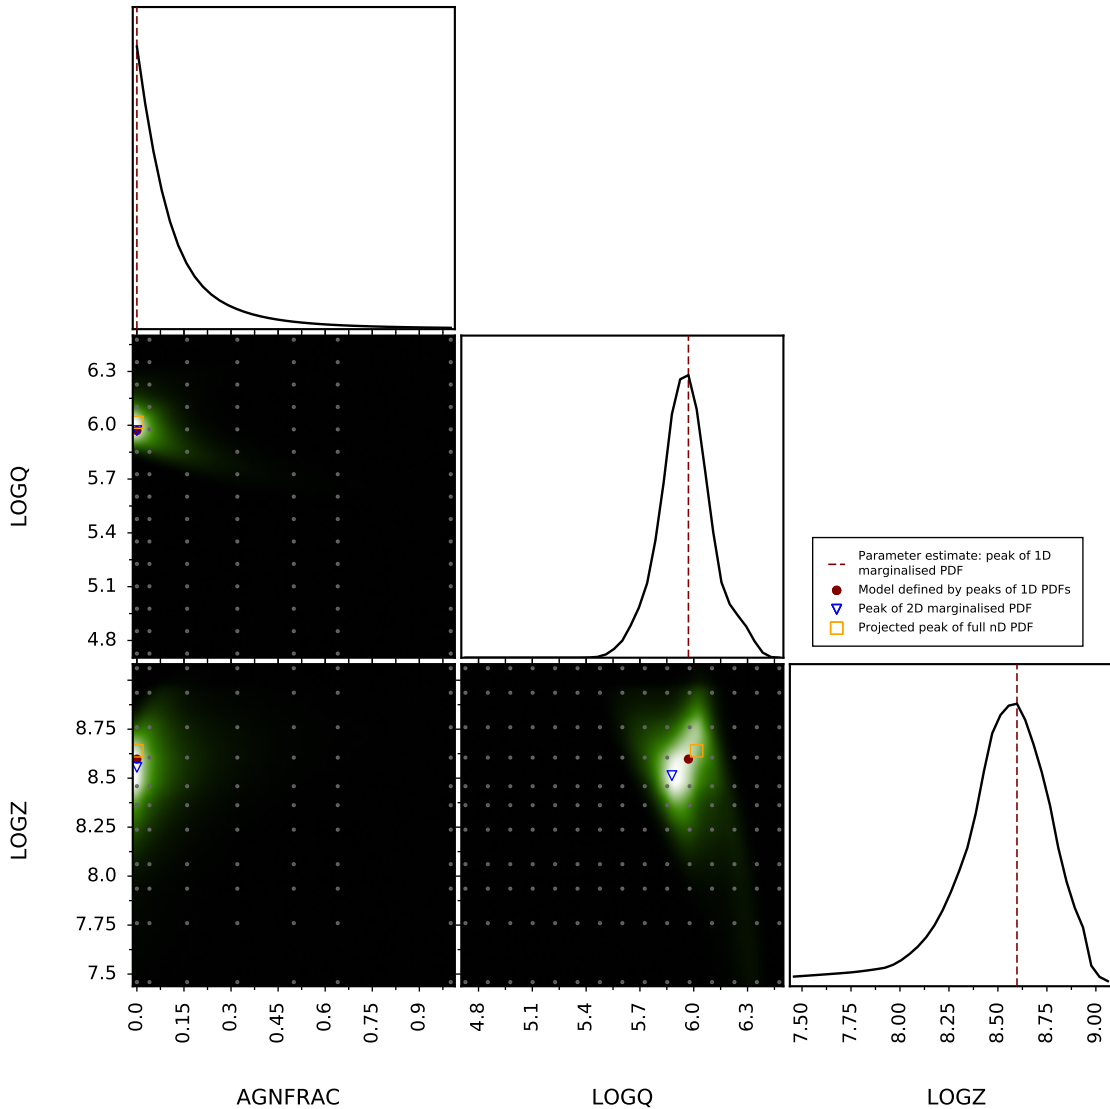 LOGQ
6.3
6.0
5.7
5.4
5.1
4.8
Parameter estimate: peak of 1D
marginalised PDF
Model defined by peaks of 1D PDFs
Peak of 2D marginalised PDF
Projected peak of full nD PDF
LOGZ
8.75
8.5
8.25
8.0
7.75
7.5
0.0 0.15 0.3 0.45 0.6 0.75 0.9
4.8 5.1 5.4 5.7 6.0 6.3
7.50 7.75 8.00 8.25 8.50 8.75 9.00
AGNFRAC LOGQ LOGZ